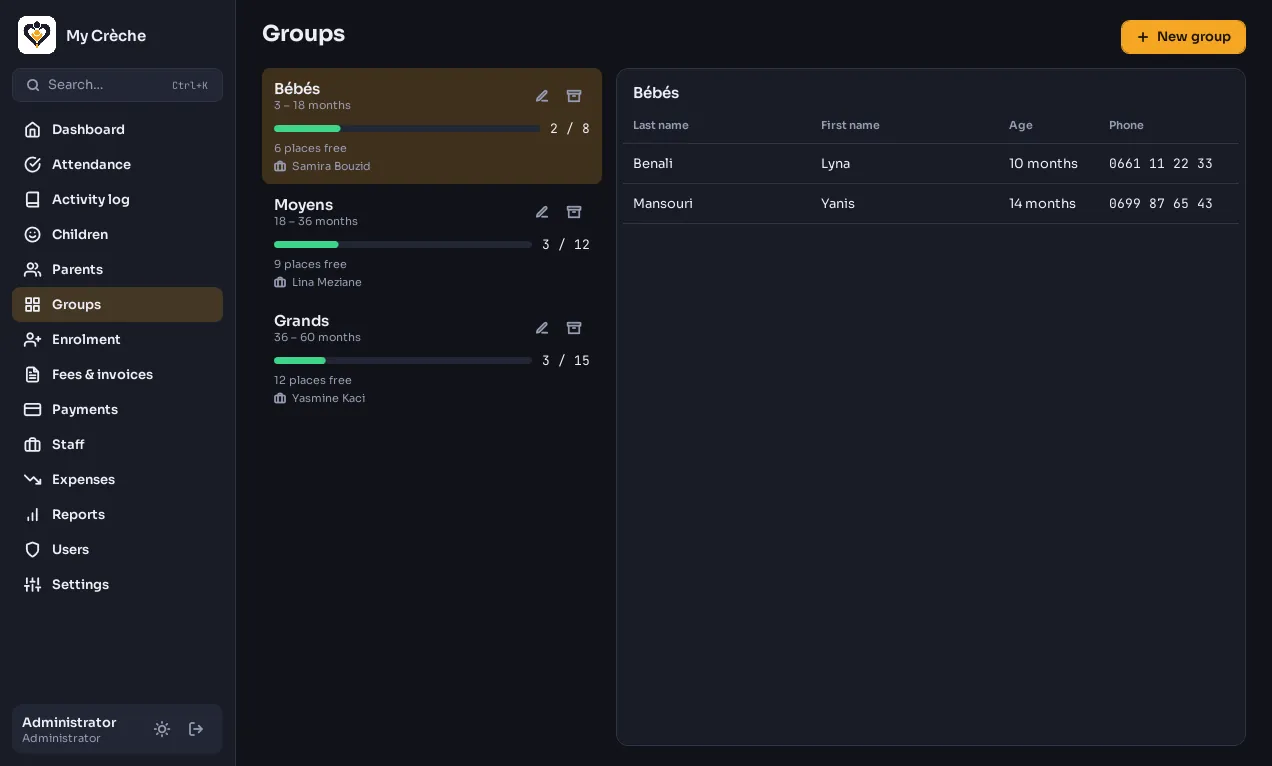 My Crèche
Search...
Ctrl+K
Dashboard
Attendance
Activity log
Children
Parents
Groups
Enrolment
Fees & invoices
Payments
Staff
Expenses
Reports
Users
Settings
Administrator
Administrator
Groups
+ New group
Bébés
3 – 18 months
2 / 8
6 places free
Samira Bouzid
Moyens
18 – 36 months
3 / 12
9 places free
Lina Meziane
Grands
36 – 60 months
3 / 15
12 places free
Yasmine Kaci
Bébés
Last name First name Age Phone
Benali Lyna 10 months 0661 11 22 33
Mansouri Yanis 14 months 0699 87 65 43